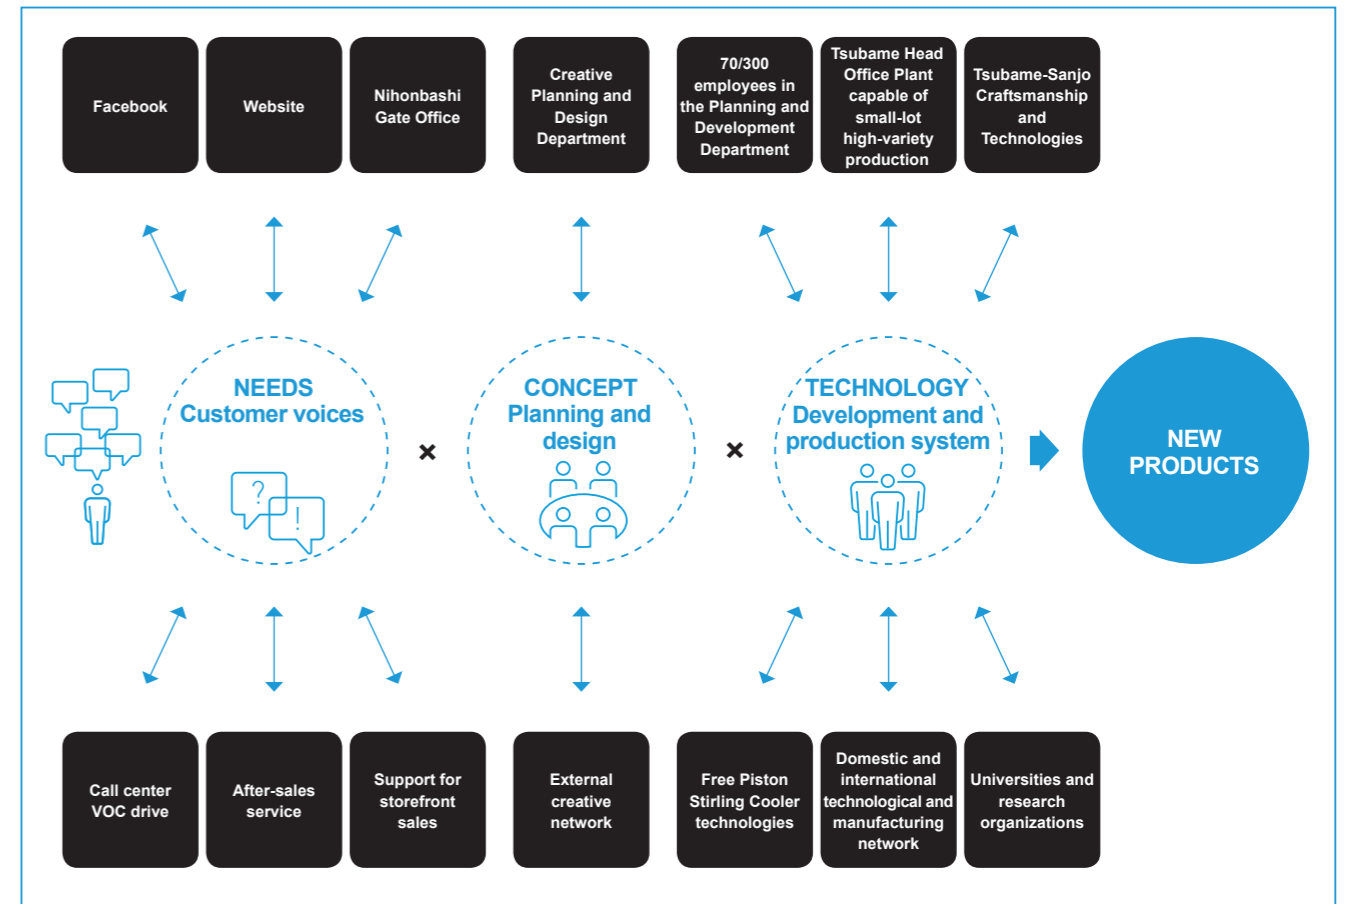 Facebook
Website
Nihonbashi
Gate Office
Creative
Planning and
Design
Department
70/300
employees in
the Planning and
Development
Department
Tsubame Head
Office Plant
capable of
small-lot
high-variety
production
Tsubame-Sanjo
Craftsmanship
and
Technologies
NEEDS
Customer voices
?
!
×
CONCEPT
Planning and
design
×
TECHNOLOGY
Development and
production system
NEW
PRODUCTS
Call center
VOC drive
After-sales
service
Support for
storefront
sales
External
creative
network
Free Piston
Stirling Cooler
technologies
Domestic and
international
technological and
manufacturing
network
Universities and
research
organizations